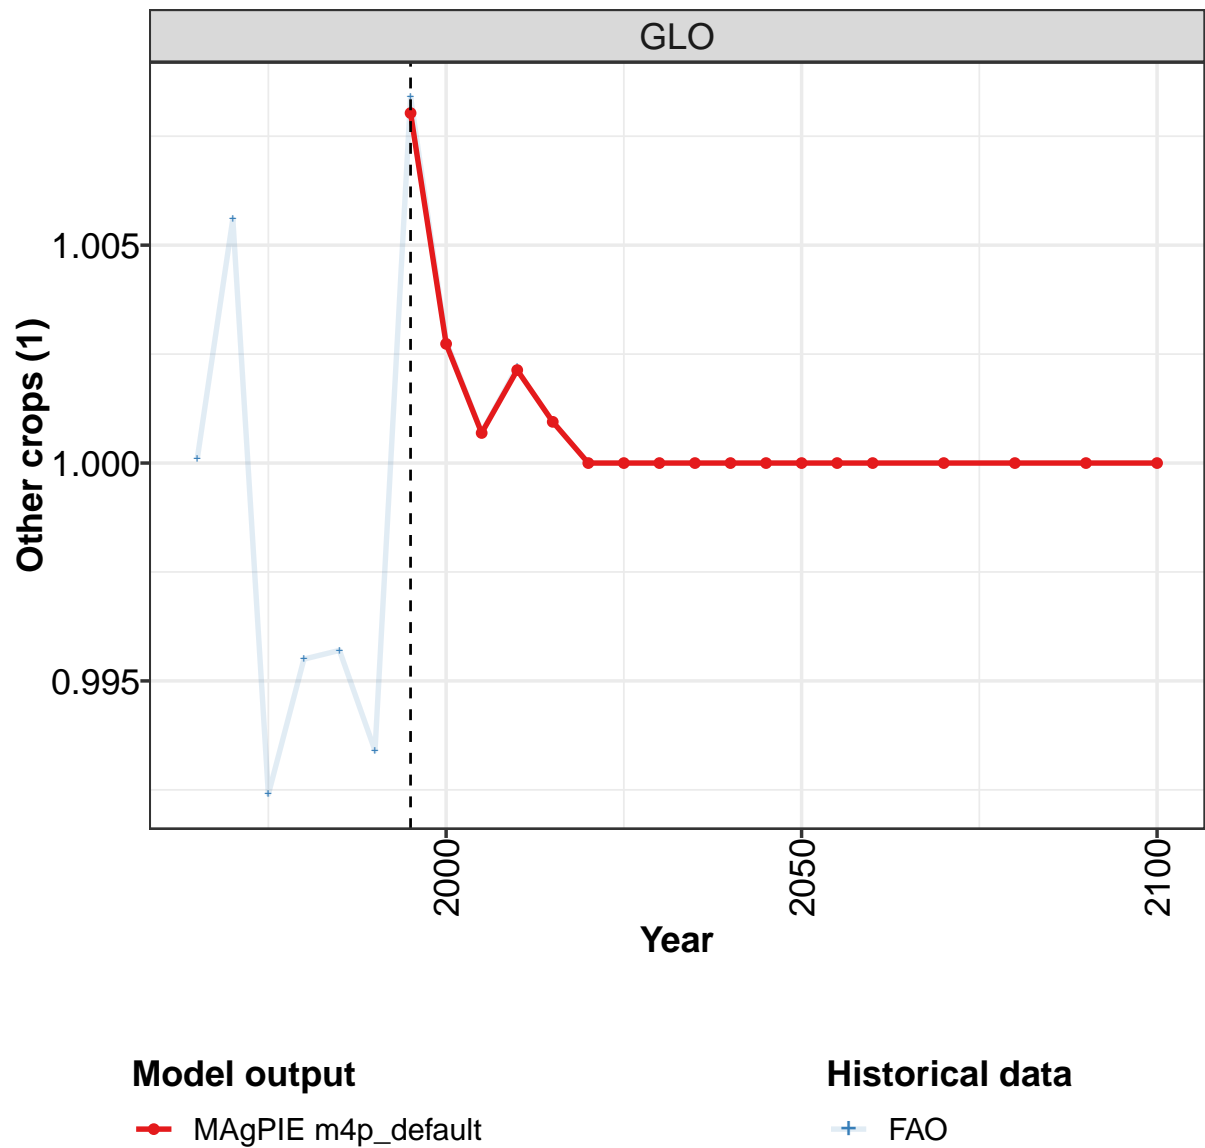 GLO
Other crops (1)
1.005
1.000
0.995
2000
2050
2100
Year
Model output
MAgPIE m4p_default
Historical data
FAO